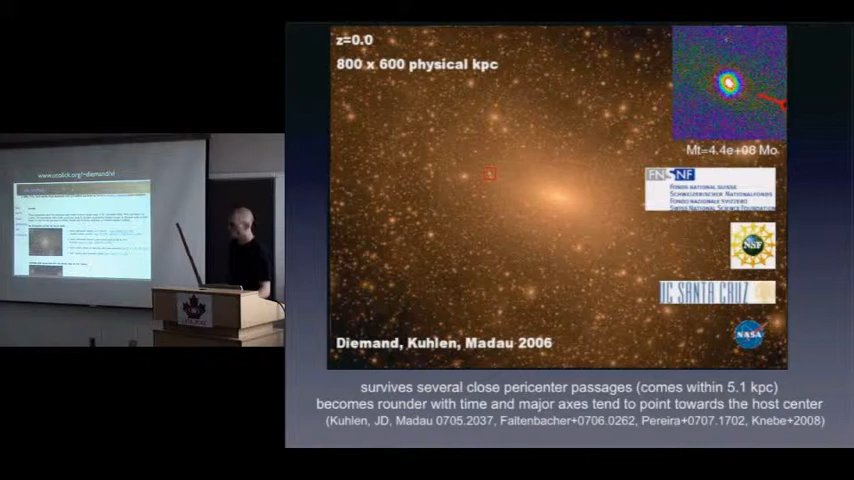 www.ucolick.org/~diemand/vl
z=0.0
800 x 600 physical kpc
Mt=4.4e+08 Mo
FNSNF
FONDS NATIONAL SUISSE
SCHWEIZERISCHER NATIONALFONDS
FONDO NAZIONALE SVIZZERO
SWISS NATIONAL SCIENCE FOUNDATION
NSF
UC SANTA CRUZ
NASA
Diemand, Kuhlen, Madau 2006
survives several close pericenter passages (comes within 5.1 kpc)
becomes rounder with time and major axes tend to point towards the host center
(Kuhlen, JD, Madau 0705.2037, Faltenbacher+0706.0262, Pereira+0707.1702, Knebe+2008)